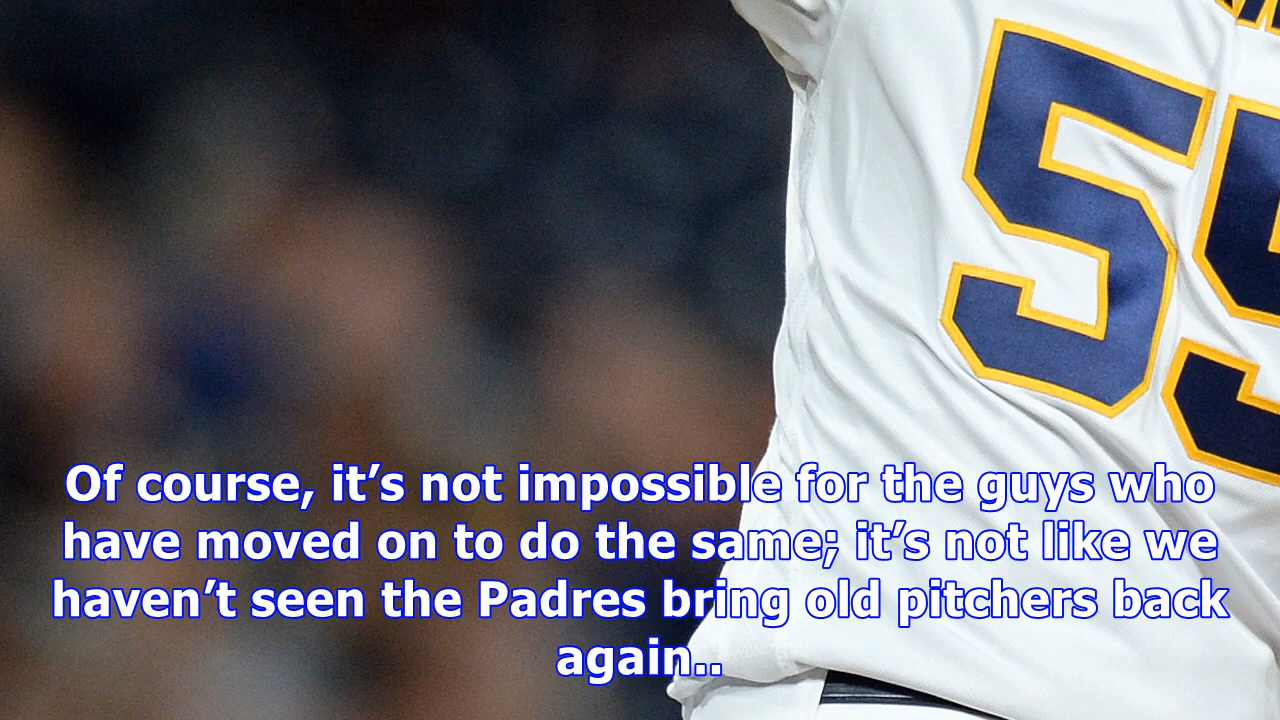 55
Of course, it’s not impossible for the guys who
have moved on to do the same; it’s not like we
haven’t seen the Padres bring old pitchers back
again..